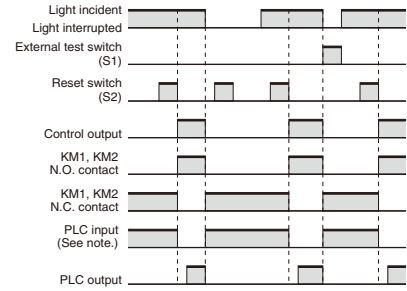 Light incident
Light interrupted
External test switch
(S1)
Reset switch
(S2)
Control output
KM1, KM2
N.O. contact
KM1, KM2
N.C. contact
PLC input
(See note.)
PLC output